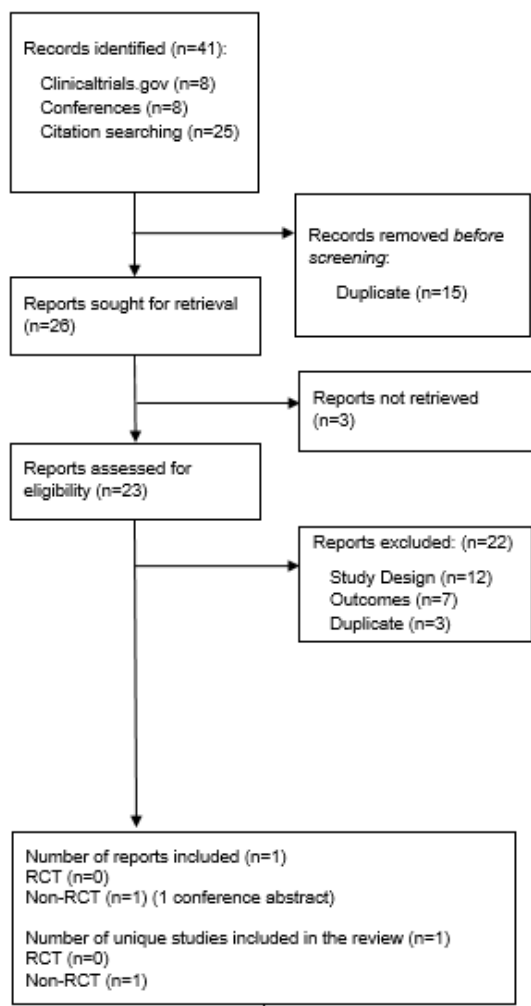 Records identified (n=41):
Clinicaltrials.gov (n=8)
Conferences (n=8)
Citation searching (n=25)
Records removed before
screening:
Duplicate (n=15)
Reports sought for retrieval
(n=26)
Reports not retrieved
(n=3)
Reports assessed for
eligibility (n=23)
Reports excluded: (n=22)
Study Design (n=12)
Outcomes (n=7)
Duplicate (n=3)
Number of reports included (n=1)
RCT (n=0)
Non-RCT (n=1) (1 conference abstract)
Number of unique studies included in the review (n=1)
RCT (n=0)
Non-RCT (n=1)